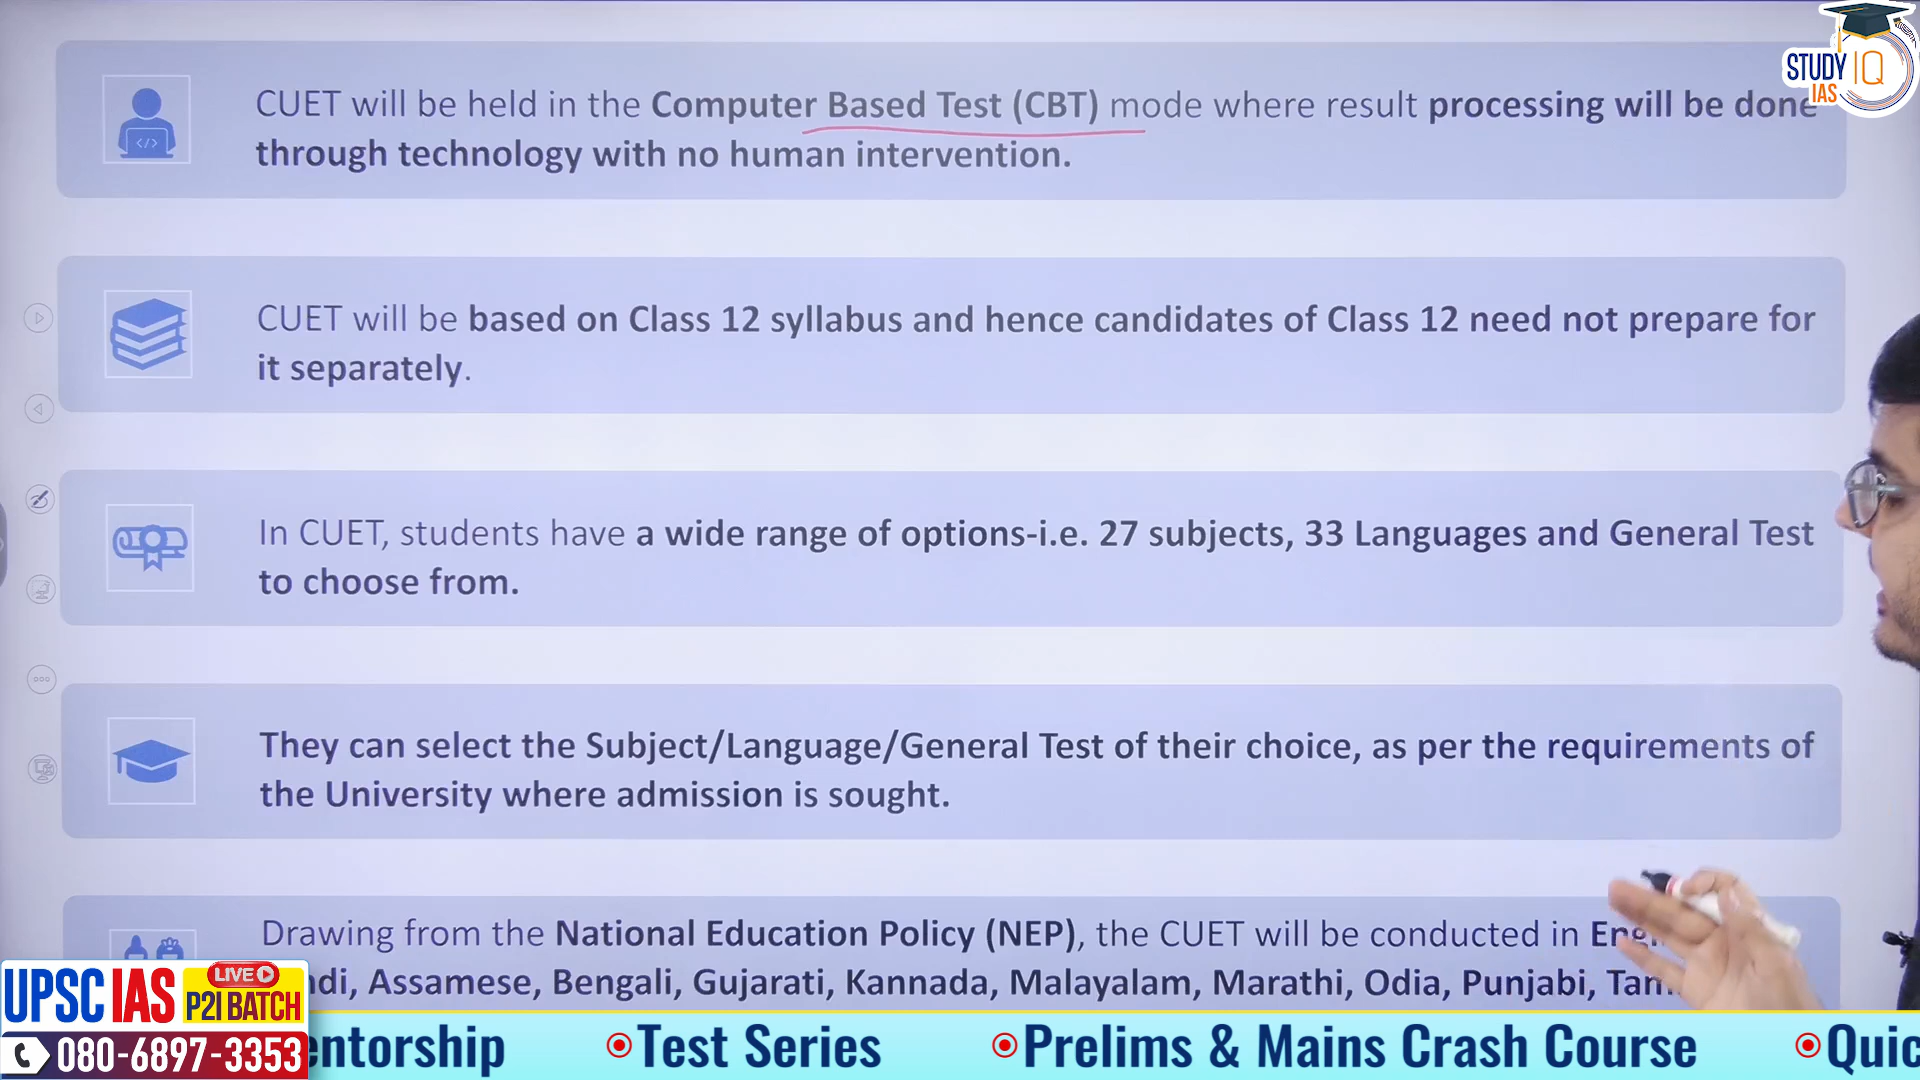 STUDY IQ
IAS
CUET will be held in the Computer Based Test (CBT) mode where result processing will be done
through technology with no human intervention.
CUET will be based on Class 12 syllabus and hence candidates of Class 12 need not prepare for
it separately.
In CUET, students have a wide range of options-i.e. 27 subjects, 33 Languages and General Test
to choose from.
They can select the Subject/Language/General Test of their choice, as per the requirements of
the University where admission is sought.
Drawing from the National Education Policy (NEP), the CUET will be conducted in
Assamese, Bengali, Gujarati, Kannada, Malayalam, Marathi, Odia, Punjabi,
UPSC IAS LIVE P2I BATCH
080-6897-3353
Test Series Prelims & Mains Crash Course